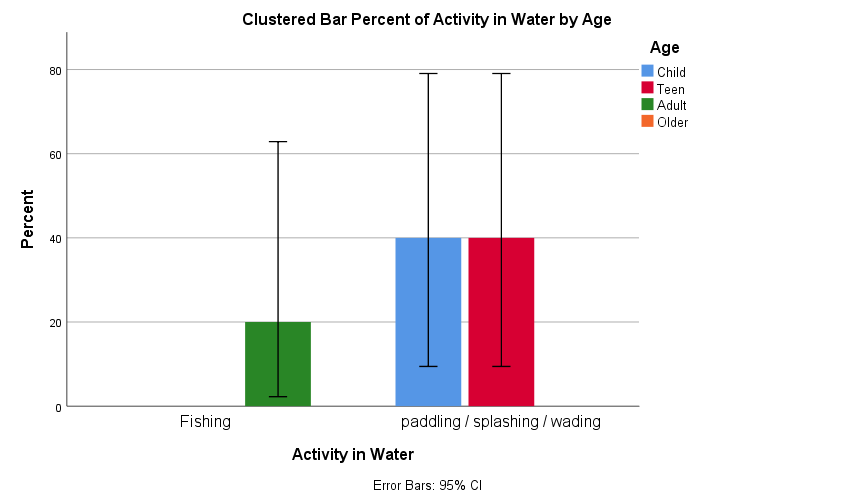 Clustered Bar Percent of Activity in Water by Age
Age
Child
Teen
Adult
Older
Percent
80
60
40
20
0
Fishing
paddling / splashing / wading
Activity in Water
Error Bars: 95% CI